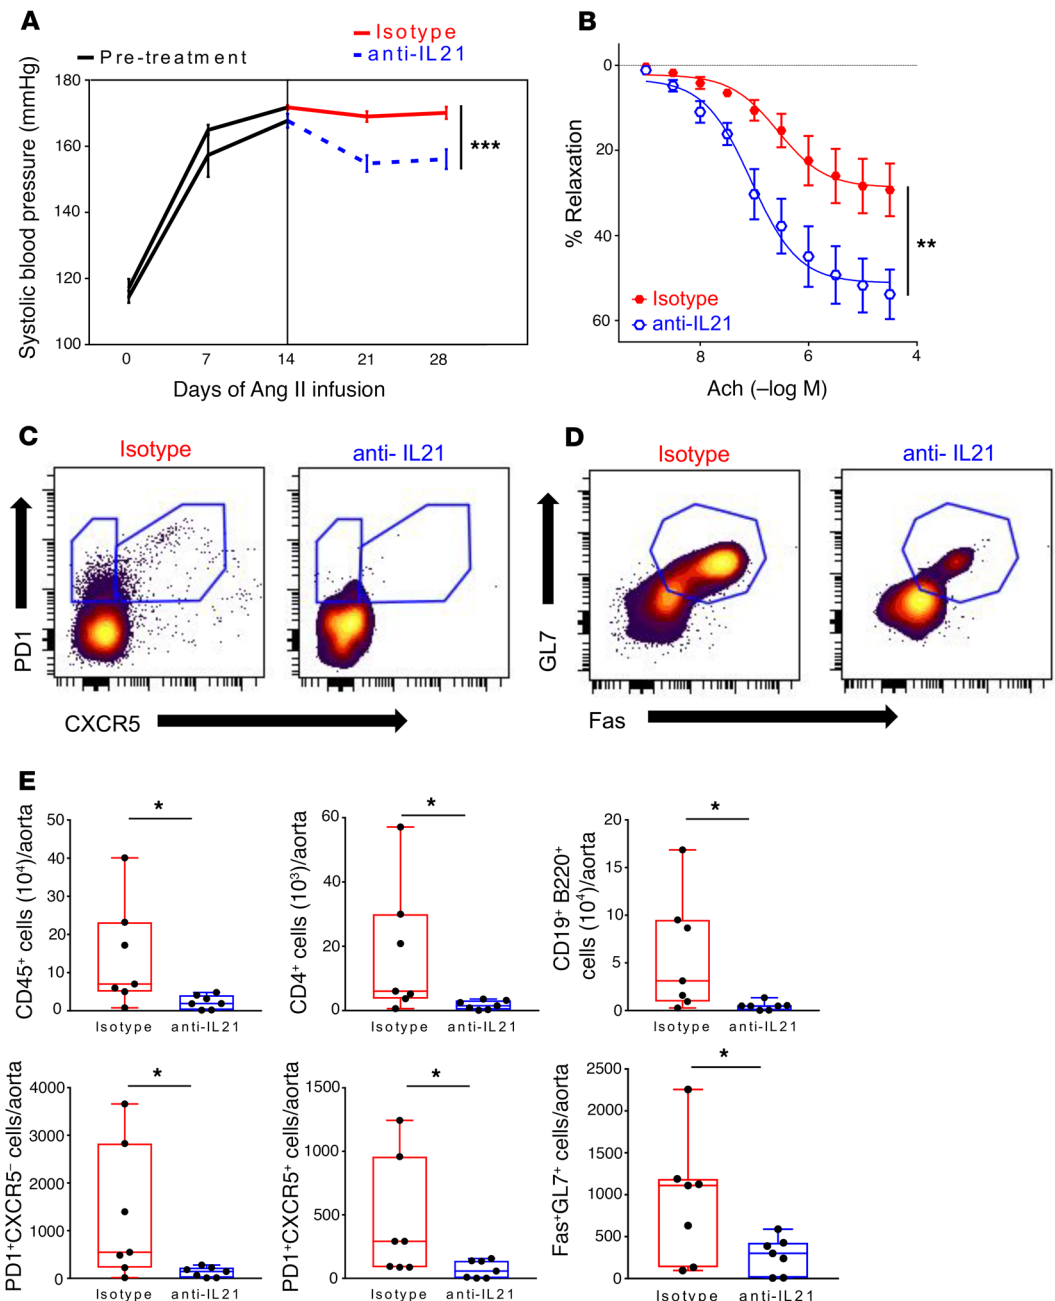 A
Pre-treatment
Isotype
anti-IL21
Systolic blood pressure (mmHg)
180
160
140
120
100
***
0 7 14 21 28
Days of Ang II infusion
B
% Relaxation
0
20
40
60
**
Isotype
anti-IL21
8 6 4
Ach (–log M)
C
Isotype
anti- IL21
PD1
CXCR5
D
Isotype
anti- IL21
GL7
Fas
E
CD45⁺ cells (10⁴)/aorta
50
40
30
20
10
0
*
Isotype anti-IL21
CD4⁺ cells (10³)/aorta
60
40
20
0
*
Isotype anti-IL21
CD19⁺ B220⁺
cells (10⁴)/aorta
20
15
10
5
0
*
Isotype anti-IL21
PD1⁺CXCR5⁻ cells/aorta
4000
3000
2000
1000
0
*
Isotype anti-IL21
PD1⁺CXCR5⁺ cells/aorta
1500
1000
500
0
*
Isotype anti-IL21
Fas⁺GL7⁺ cells/aorta
2500
2000
1500
1000
500
0
*
Isotype anti-IL21